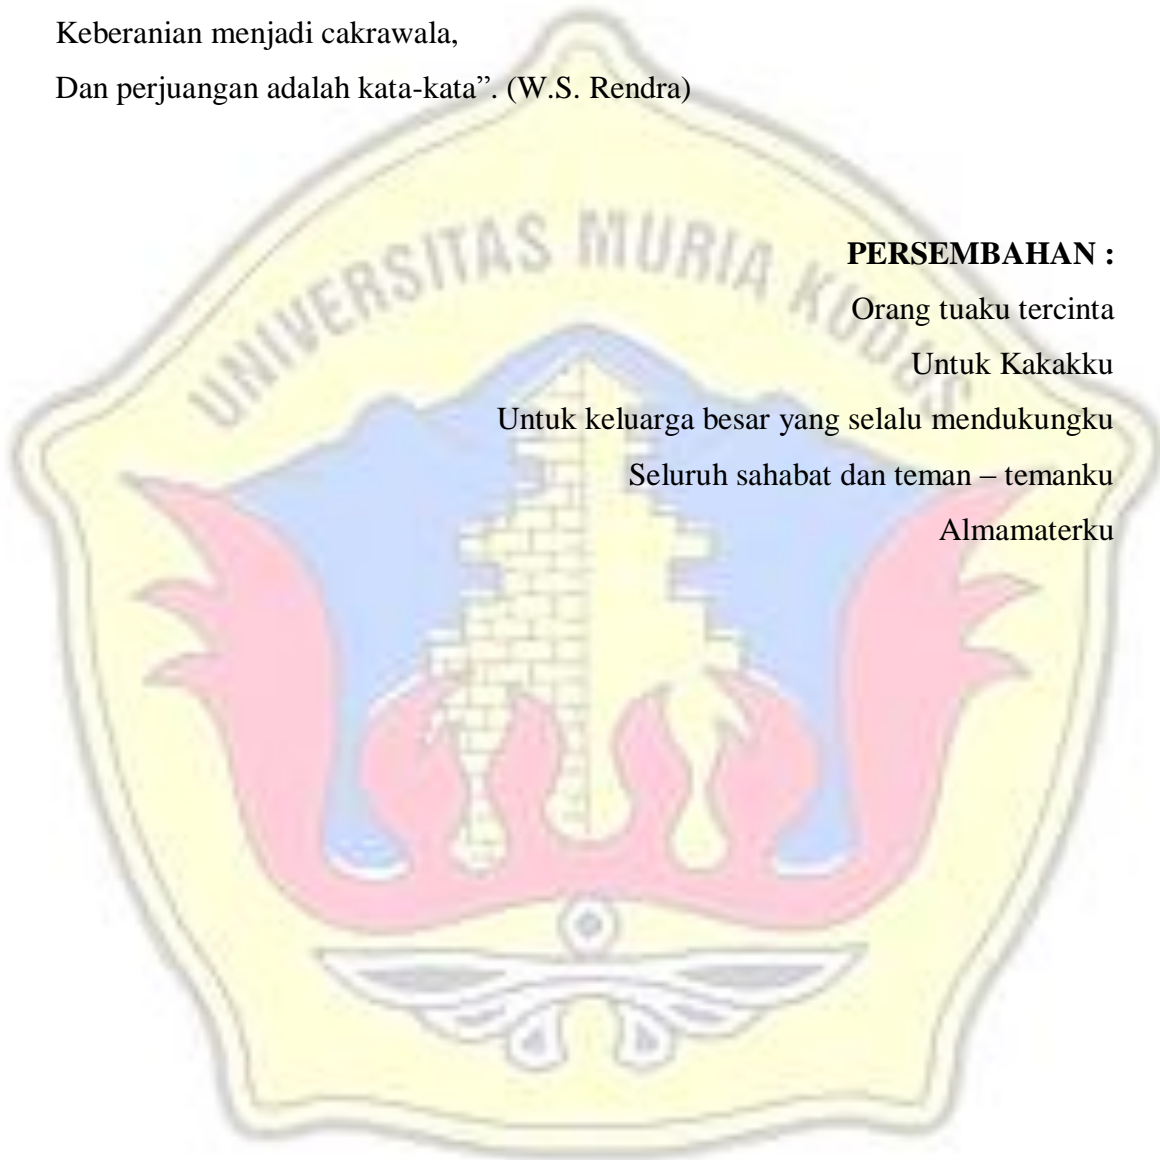 Keberanian menjadi cakrawala,
Dan perjuangan adalah kata-kata”. (W.S. Rendra)
UNIVERSITAS MURIA KUDUS
PERSEMBAHAN :
Orang tuaku tercinta
Untuk Kakakku
Untuk keluarga besar yang selalu mendukungku
Seluruh sahabat dan teman – temanku
Almamaterku